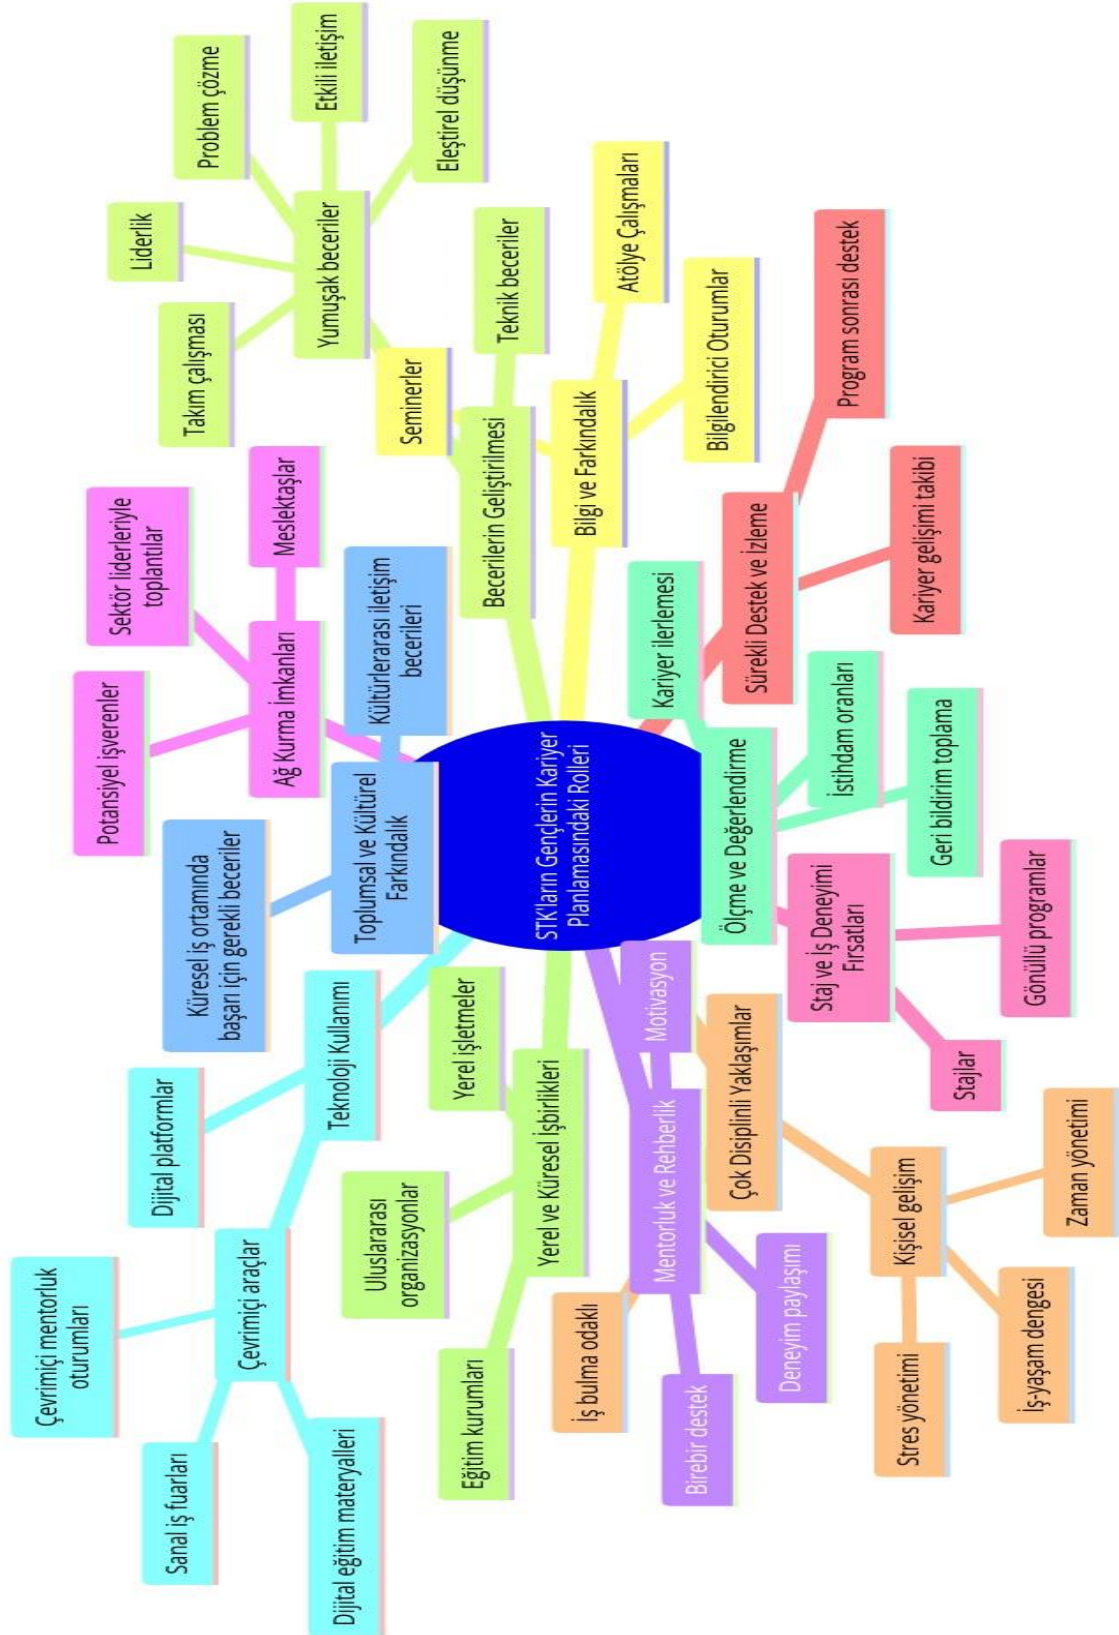 STK'ların Gençlerin Kariyer
Planlamasındaki Rolleri
Çevrimiçi mentorluk
oturumları
Sanal iş fuarları
Dijital eğitim materyalleri
Çevrimiçi araçlar
Dijital platformlar
Teknoloji Kullanımı
Küresel iş ortamında
başarı için gerekli beceriler
Toplumsal ve Kültürel
Farkındalık
Kültürlerarası iletişim
becerileri
Potansiyel işverenler
Sektör liderleriyle
toplantılar
Meslektaşlar
Ağ Kurma İmkanları
Takım çalışması
Liderlik
Problem çözme
Etkili iletişim
Eleştirel düşünme
Yumuşak beceriler
Teknik beceriler
Becerilerin Geliştirilmesi
Seminerler
Atölye Çalışmaları
Bilgilendirici Oturumlar
Bilgi ve Farkındalık
Uluslararası
organizasyonlar
Yerel işletmeler
Eğitim kurumları
Yerel ve Küresel İşbirlikleri
İş bulma odaklı
Motivasyon
Mentorluk ve Rehberlik
Birebir destek
Deneyim paylaşımı
Çok Disiplinli Yaklaşımlar
Kişisel gelişim
Stres yönetimi
İş-yaşam dengesi
Zaman yönetimi
Staj ve İş Deneyimi
Fırsatları
Stajlar
Gönüllü programlar
Ölçme ve Değerlendirme
Kariyer ilerlemesi
İstihdam oranları
Geri bildirim toplama
Sürekli Destek ve İzleme
Program sonrası destek
Kariyer gelişimi takibi